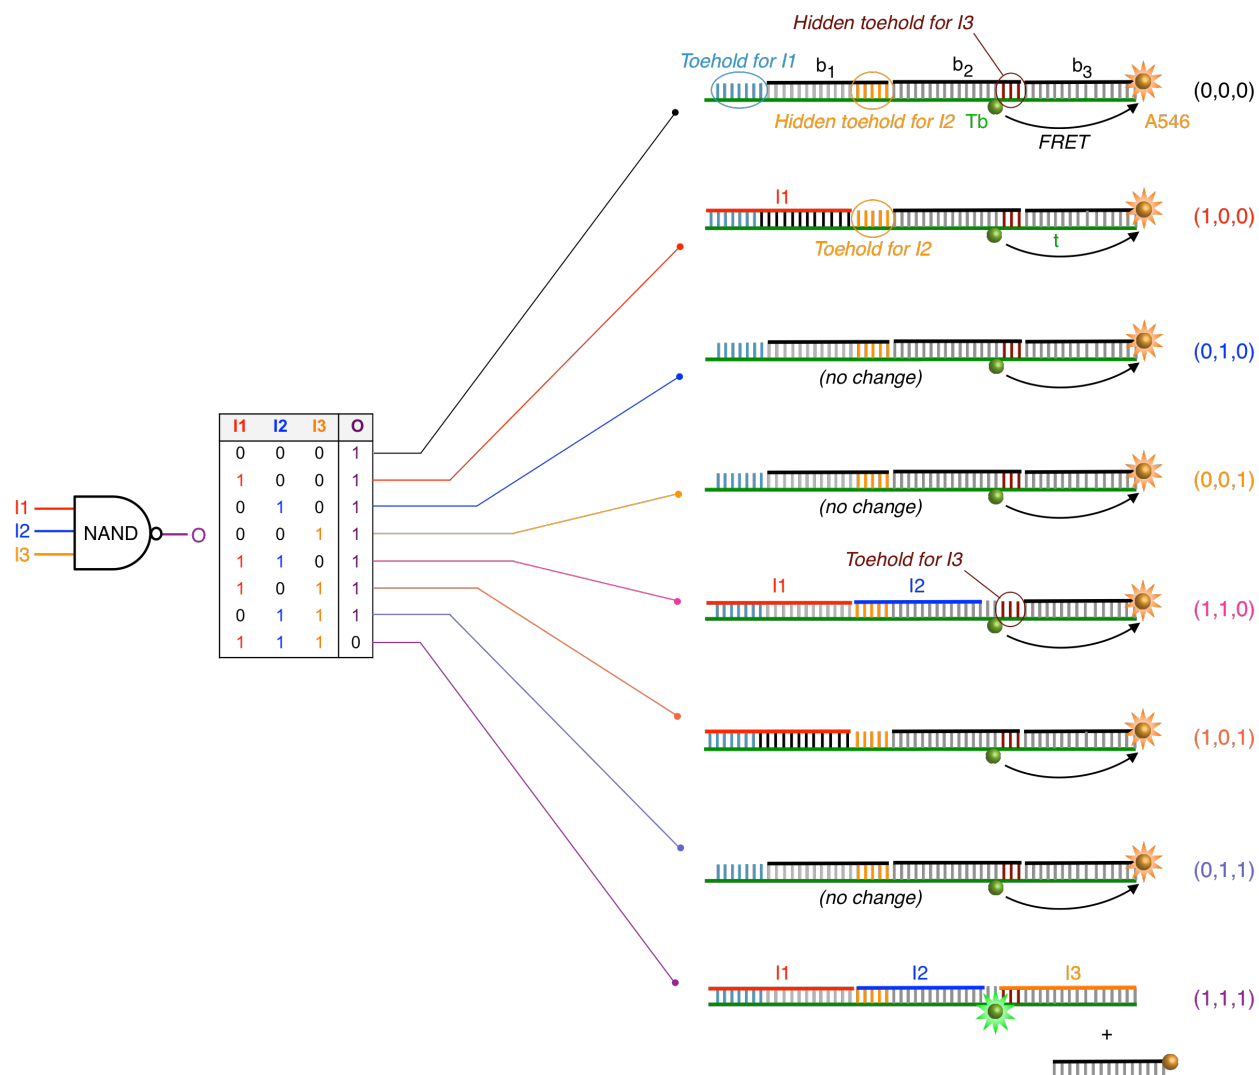 Hidden toehold for I3
Toehold for I1
b1
b2
b3
(0,0,0)
Hidden toehold for I2
Tb
A546
FRET
I1
(1,0,0)
Toehold for I2
t
(0,1,0)
(no change)
I1 I2 I3 O
0 0 0 1
1 0 0 1
0 1 0 1
0 0 1 1
1 1 0 1
1 0 1 1
0 1 1 1
1 1 1 0
I1
I2
I3
NAND
O
(0,0,1)
(no change)
Toehold for I3
I1
I2
(1,1,0)
(1,0,1)
(0,1,1)
(no change)
I1
I2
I3
(1,1,1)
+